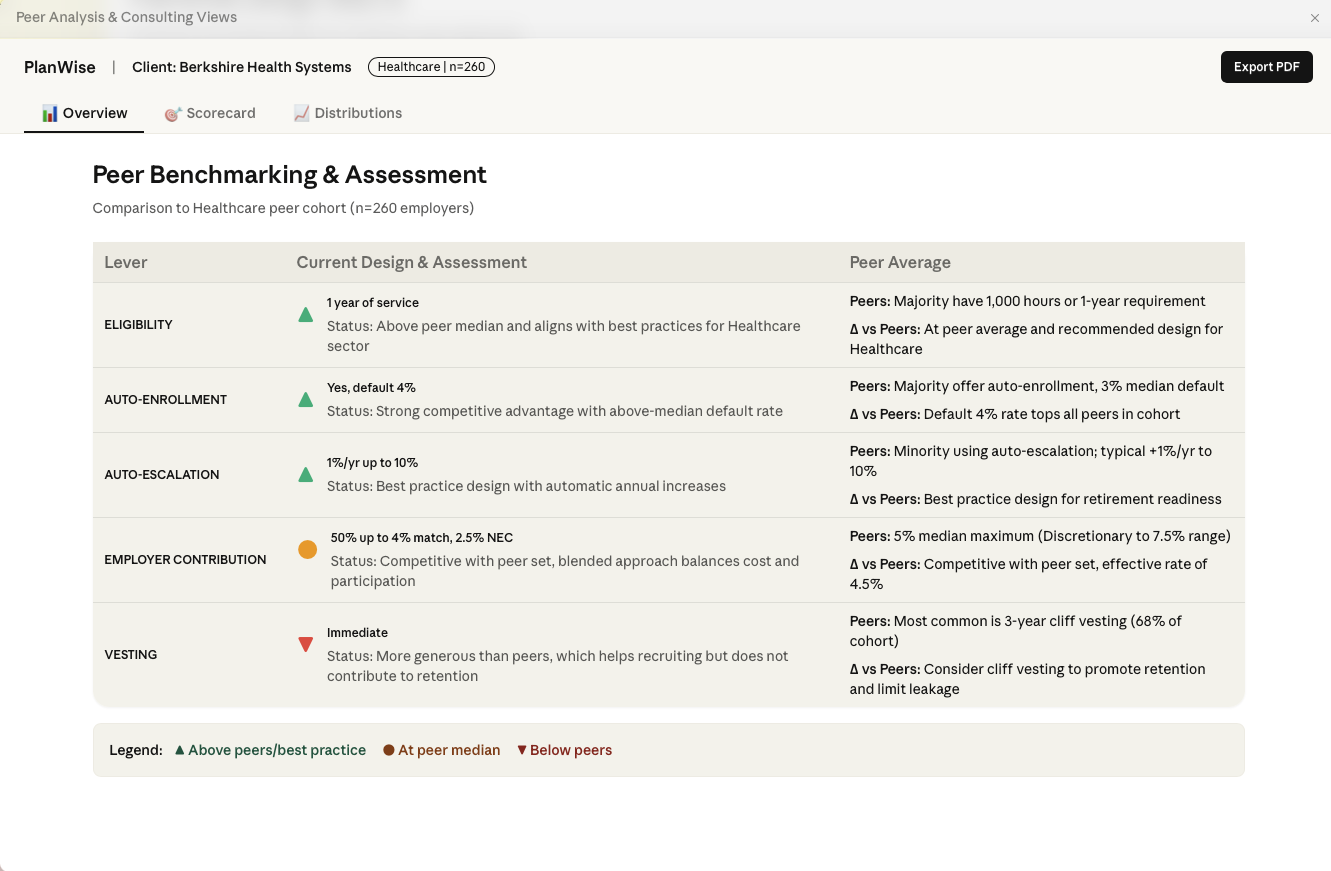 Peer Analysis & Consulting Views
×
PlanWise | Client: Berkshire Health Systems Healthcare | n=260 Export PDF
Overview Scorecard Distributions
Peer Benchmarking & Assessment
Comparison to Healthcare peer cohort (n=260 employers)
Lever Current Design & Assessment Peer Average
ELIGIBILITY
1 year of service
Status: Above peer median and aligns with best practices for Healthcare
sector
Peers: Majority have 1,000 hours or 1-year requirement
Δ vs Peers: At peer average and recommended design for
Healthcare
AUTO-ENROLLMENT
Yes, default 4%
Status: Strong competitive advantage with above-median default rate
Peers: Majority offer auto-enrollment, 3% median default
Δ vs Peers: Default 4% rate tops all peers in cohort
AUTO-ESCALATION
1%/yr up to 10%
Status: Best practice design with automatic annual increases
Peers: Minority using auto-escalation; typical +1%/yr to
10%
Δ vs Peers: Best practice design for retirement readiness
EMPLOYER CONTRIBUTION
50% up to 4% match, 2.5% NEC
Status: Competitive with peer set, blended approach balances cost and
participation
Peers: 5% median maximum (Discretionary to 7.5% range)
Δ vs Peers: Competitive with peer set, effective rate of
4.5%
VESTING
Immediate
Status: More generous than peers, which helps recruiting but does not
contribute to retention
Peers: Most common is 3-year cliff vesting (68% of
cohort)
Δ vs Peers: Consider cliff vesting to promote retention
and limit leakage
Legend: ▲ Above peers/best practice ● At peer median ▼ Below peers